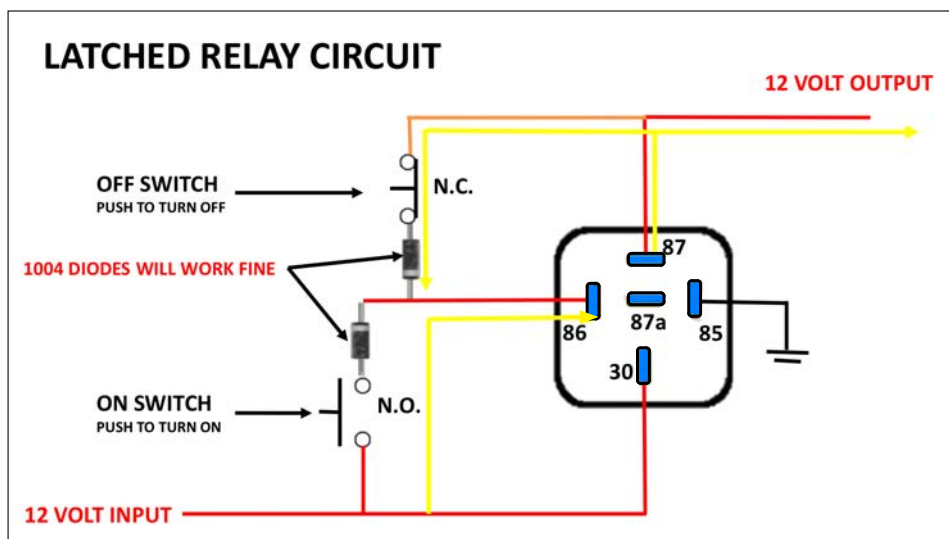 LATCHED RELAY CIRCUIT
12 VOLT OUTPUT
OFF SWITCH
PUSH TO TURN OFF
N.C.
1004 DIODES WILL WORK FINE
87
86
87a
85
30
ON SWITCH
PUSH TO TURN ON
N.O.
12 VOLT INPUT